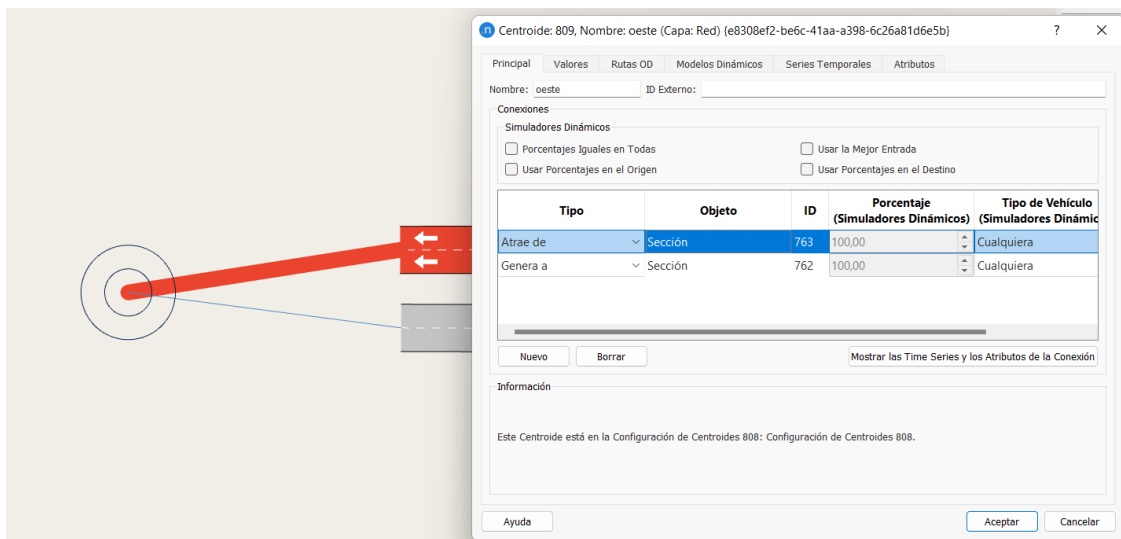 n Centroide: 809, Nombre: oeste (Capa: Red) {e8308ef2-be6c-41aa-a398-6c26a81d6e5b} ? X
Principal Valores Rutas OD Modelos Dinámicos Series Temporales Atributos
Nombre: oeste ID Externo:
Conexiones
Simuladores Dinámicos
Porcentajes Iguales en Todas Usar la Mejor Entrada
Usar Porcentajes en el Origen Usar Porcentajes en el Destino
Tipo Objeto ID Porcentaje (Simuladores Dinámicos) Tipo de Vehículo (Simuladores Dinámic
Atrae de Sección 763 100,00 Cualquiera
Genera a Sección 762 100,00 Cualquiera
Nuevo Borrar Mostrar las Time Series y los Atributos de la Conexión
Información
Este Centroide está en la Configuración de Centroides 808: Configuración de Centroides 808.
Ayuda Aceptar Cancelar